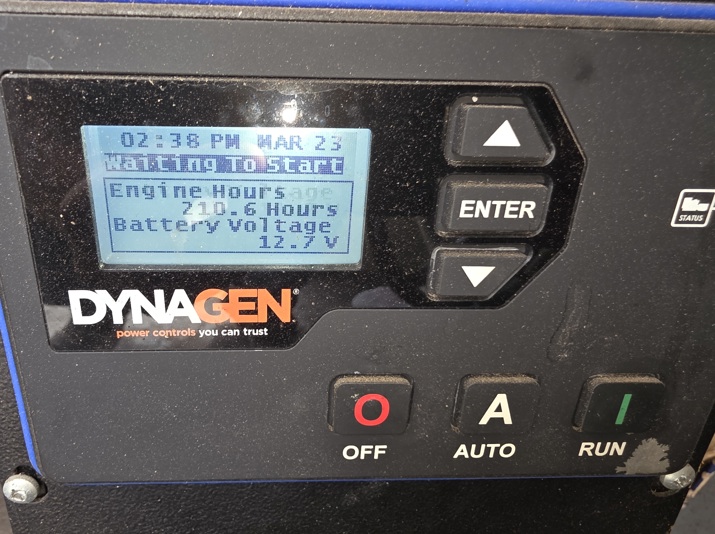 02:38 PM MAR 23
Waiting To Start
Engine Hours
210.6 Hours
Battery Voltage
12.7 V
ENTER
STATUS
DYNAGEN®
power controls you can trust
O A I
OFF AUTO RUN